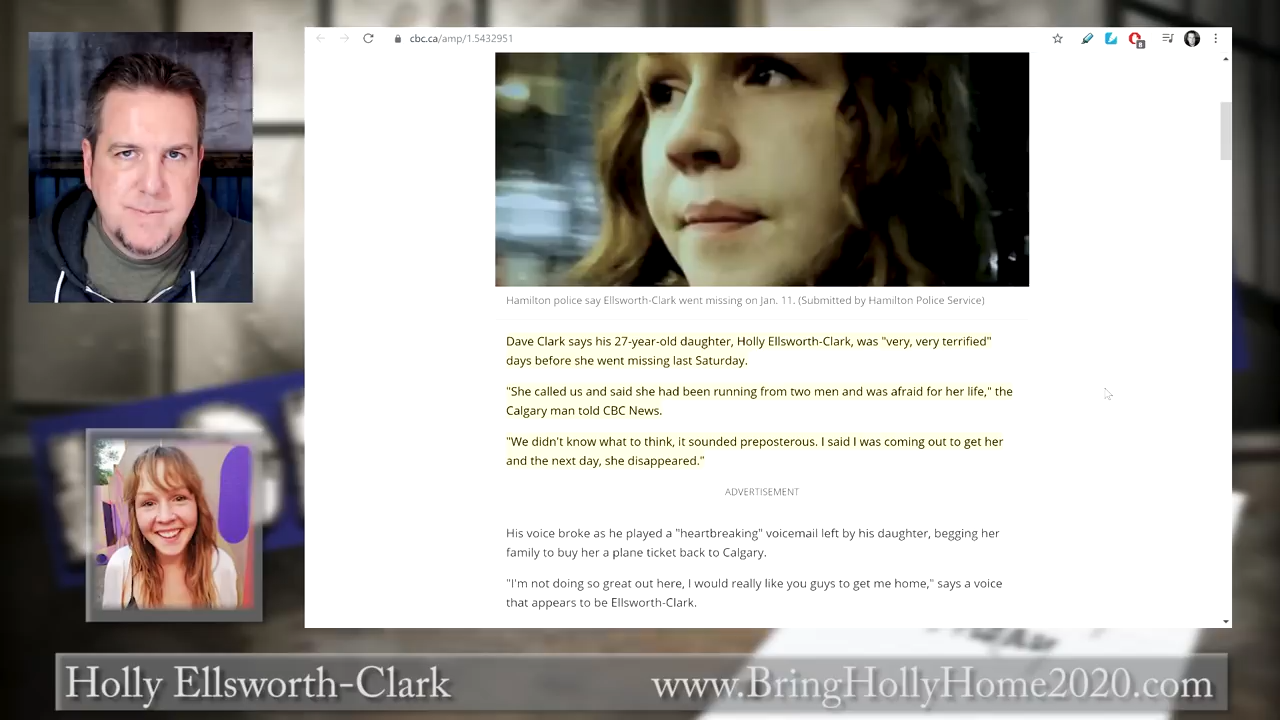 cbc.ca/amp/1.5432951
8
Hamilton police say Ellsworth-Clark went missing on Jan. 11. (Submitted by Hamilton Police Service)
Dave Clark says his 27-year-old daughter, Holly Ellsworth-Clark, was "very, very terrified"
days before she went missing last Saturday.
"She called us and said she had been running from two men and was afraid for her life," the
Calgary man told CBC News.
"We didn't know what to think, it sounded preposterous. I said I was coming out to get her
and the next day, she disappeared."
ADVERTISEMENT
His voice broke as he played a "heartbreaking" voicemail left by his daughter, begging her
family to buy her a plane ticket back to Calgary.
"I'm not doing so great out here, I would really like you guys to get me home," says a voice
that appears to be Ellsworth-Clark.
Holly Ellsworth-Clark
www.BringHollyHome2020.com